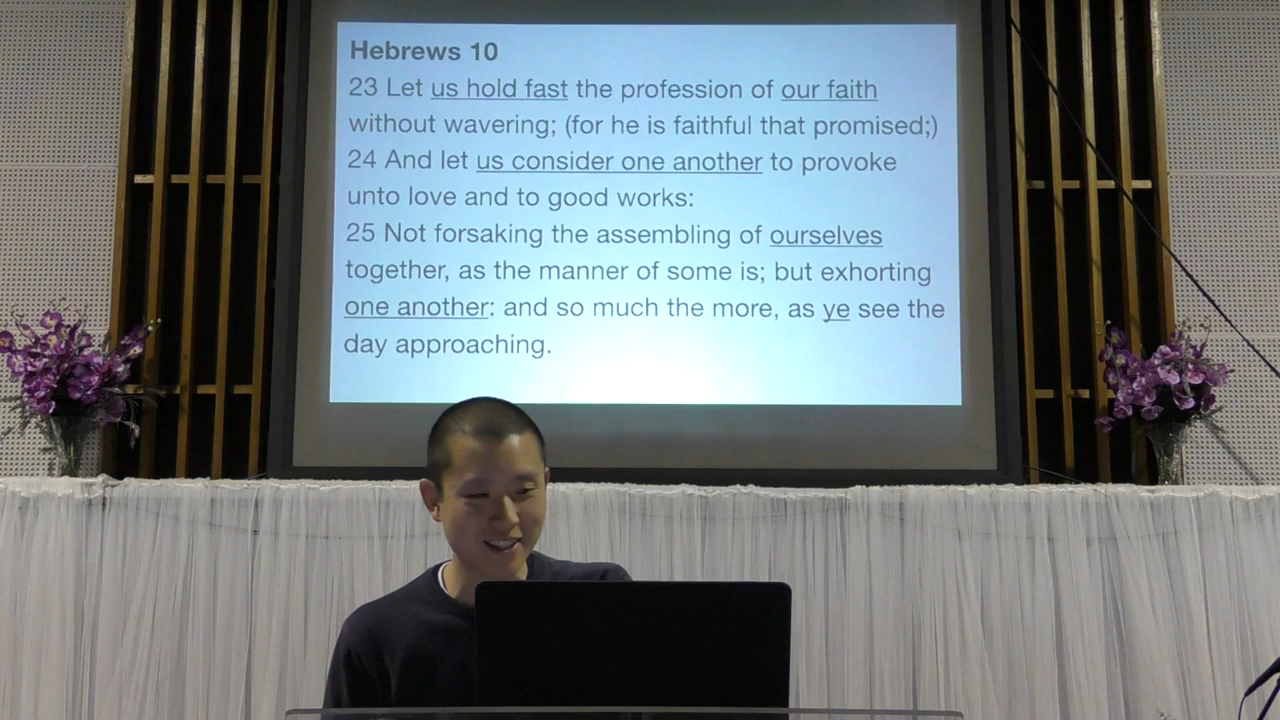 Hebrews 10
23 Let us hold fast the profession of our faith
without wavering; (for he is faithful that promised;)
24 And let us consider one another to provoke
unto love and to good works:
25 Not forsaking the assembling of ourselves
together, as the manner of some is; but exhorting
one another: and so much the more, as ye see the
day approaching.